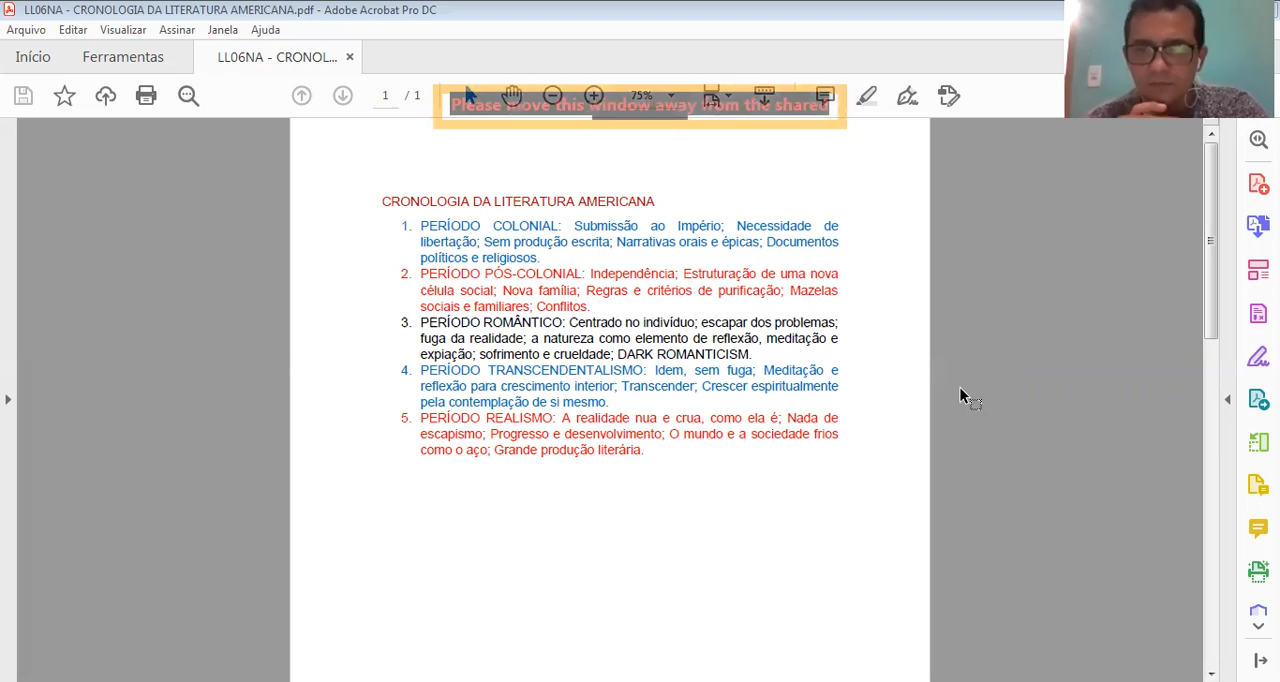 LL06NA - CRONOLOGIA DA LITERATURA AMERICANA.pdf - Adobe Acrobat Pro DC
Arquivo Editar Visualizar Assinar Janela Ajuda
Início Ferramentas LL06NA - CRONOL... ×
1 / 1 75%
Please move this window away from the shared
CRONOLOGIA DA LITERATURA AMERICANA
1. PERÍODO COLONIAL: Submissão ao Império; Necessidade de
libertação; Sem produção escrita; Narrativas orais e épicas; Documentos
políticos e religiosos.
2. PERÍODO PÓS-COLONIAL: Independência; Estruturação de uma nova
célula social; Nova família; Regras e critérios de purificação; Mazelas
sociais e familiares; Conflitos.
3. PERÍODO ROMÂNTICO: Centrado no indivíduo; escapar dos problemas;
fuga da realidade; a natureza como elemento de reflexão, meditação e
expiação; sofrimento e crueldade; DARK ROMANTICISM.
4. PERÍODO TRANSCENDENTALISMO: Idem, sem fuga; Meditação e
reflexão para crescimento interior; Transcender; Crescer espiritualmente
pela contemplação de si mesmo.
5. PERÍODO REALISMO: A realidade nua e crua, como ela é; Nada de
escapismo; Progresso e desenvolvimento; O mundo e a sociedade frios
como o aço; Grande produção literária.